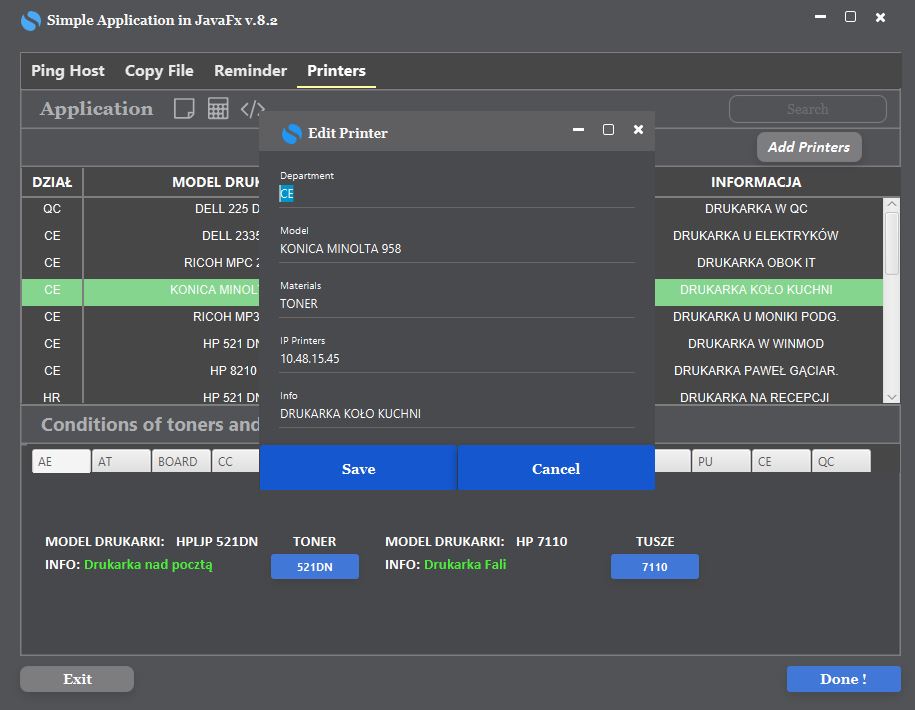 Simple Application in JavaFx v.8.2
Ping Host Copy File Reminder Printers
Application </> Search
Edit Printer
Add Printers
Department
CE
Model
KONICA MINOLTA 958
Materials
TONER
IP Printers
10.48.15.45
Info
DRUKARKA KOŁO KUCHNI
Save Cancel
DZIAŁ MODEL DRUK INFORMACJA
QC DELL 225 D DRUKARKA W QC
CE DELL 2335 DRUKARKA U ELEKTRYKÓW
CE RICOH MPC 2 DRUKARKA OBOK IT
CE KONICA MINOL DRUKARKA KOŁO KUCHNI
CE RICOH MP3 DRUKARKA U MONIKI PODG.
CE HP 521 DN DRUKARKA W WINMOD
CE HP 8210 DRUKARKA PAWEŁ GĄCIAR.
HR HP 521 DN DRUKARKA NA RECEPCJI
Conditions of toners and
AE AT BOARD CC PU CE QC
MODEL DRUKARKI: HPLJP 521DN TONER MODEL DRUKARKI: HP 7110 TUSZE
INFO: Drukarka nad pocztą 521DN INFO: Drukarka Fali 7110
Exit Done !